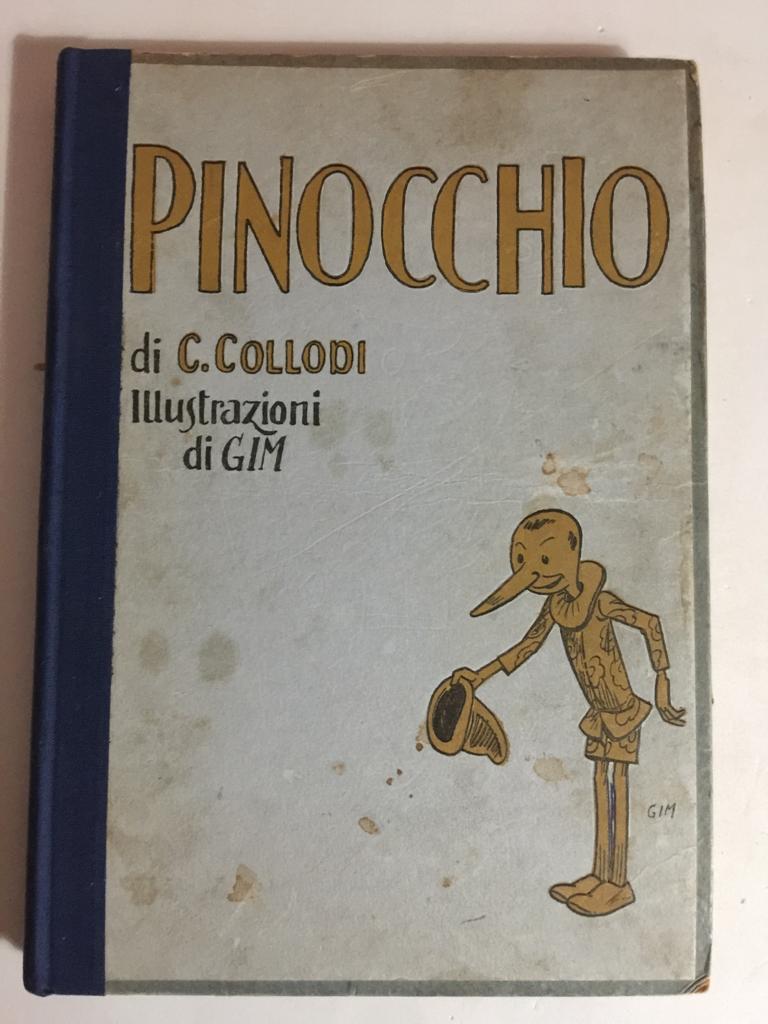 PINOCCHIO
di C. COLLODI
Illustrazioni
di GIM
GIM